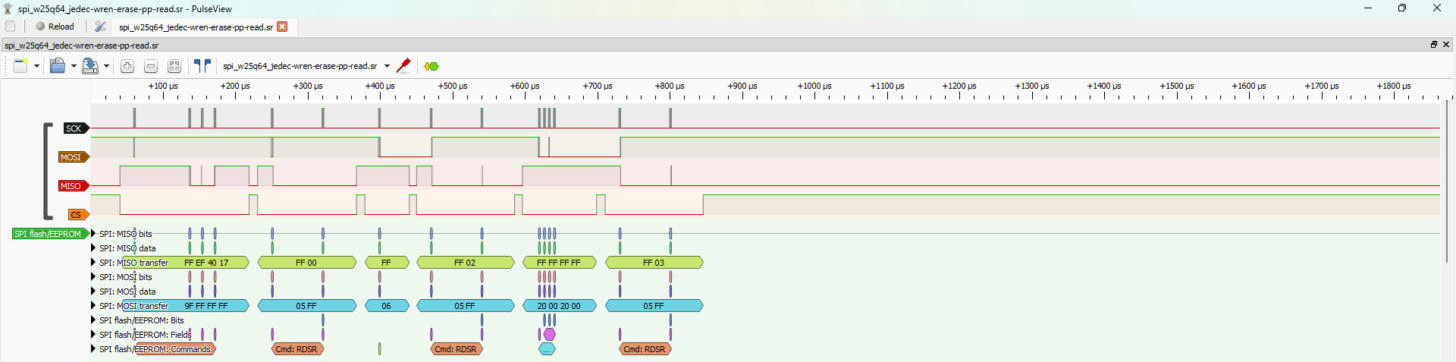 spi_w25q64_jedec-wren-erase-pp-read.sr - PulseView
Reload spi_w25q64_jedec-wren-erase-pp-read.sr
spi_w25q64_jedec-wren-erase-pp-read.sr
spi_w25q64_jedec-wren-erase-pp-read.sr
+100 µs +200 µs +300 µs +400 µs +500 µs +600 µs +700 µs +800 µs +900 µs +1000 µs +1100 µs +1200 µs +1300 µs +1400 µs +1500 µs +1600 µs +1700 µs +1800 µs
SCK
MOSI
MISO
CS
SPI flash/EEPROM SPI: MISO bits
SPI: MISO data
SPI: MISO transfer FF EF 40 17 FF 00 FF FF 02 FF FF FF FF FF 03
SPI: MOSI bits
SPI: MOSI data
SPI: MOSI transfer 9F FF FF FF 05 FF 06 05 FF 20 00 20 00 05 FF
SPI flash/EEPROM: Bits
SPI flash/EEPROM: Fields
SPI flash/EEPROM: Commands Cmd: RDSR Cmd: RDSR ... Cmd: RDSR